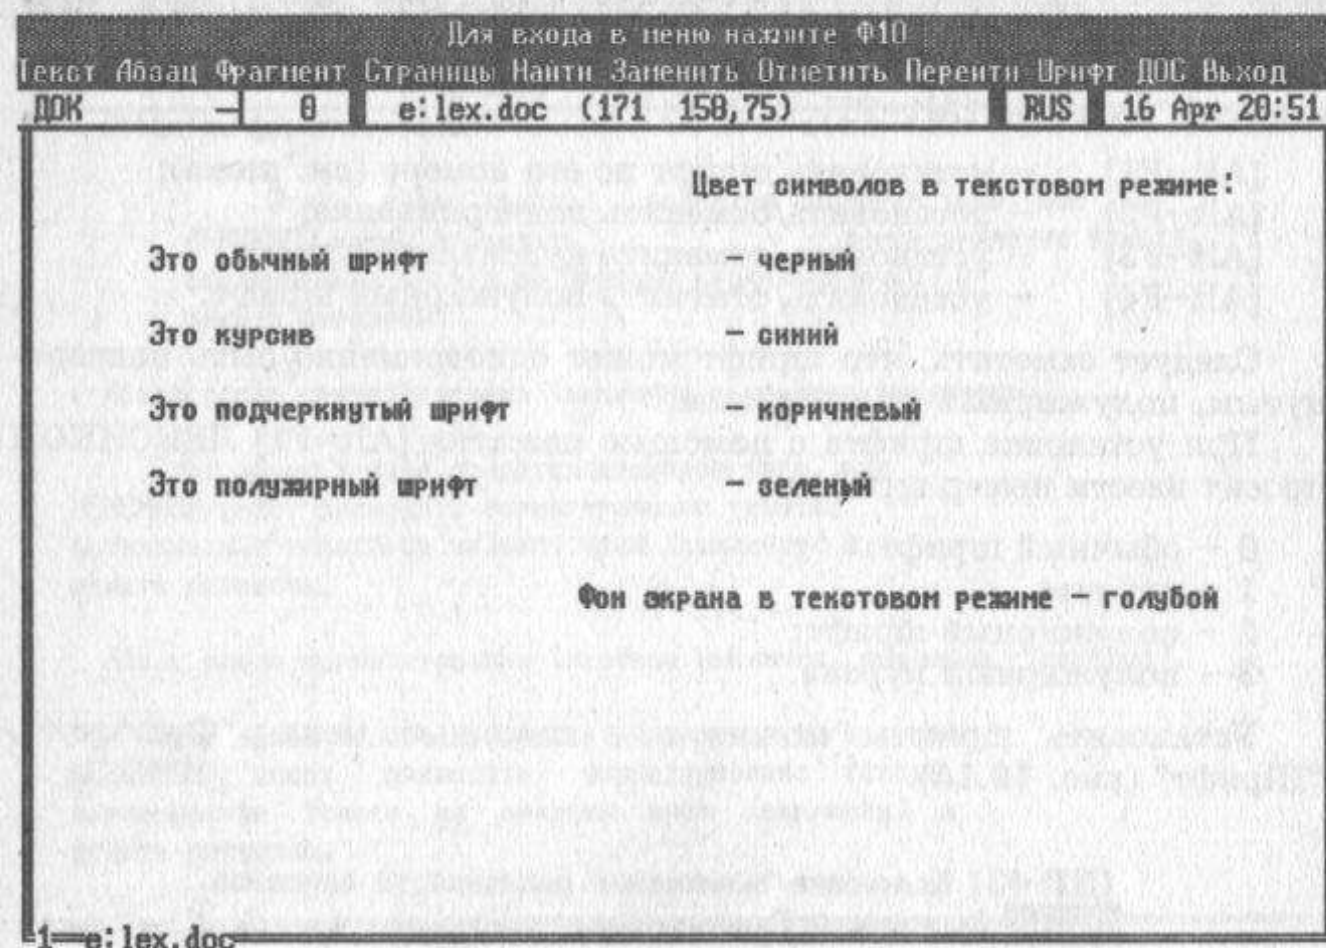 Для входа в меню нажмите Ф10
Текст Абзац Фрагмент Страницы Найти Заменить Отметить Перейти Шрифт ДОС Выход
ДОК — 0 e:lex.doc (171 158,75) RUS 16 Apr 20:51
Цвет символов в текстовом режиме:
Это обычный шрифт – черный
Это курсив – синий
Это подчеркнутый шрифт – коричневый
Это полужирный шрифт – зеленый
Фон экрана в текстовом режиме – голубой
1 e:lex.doc